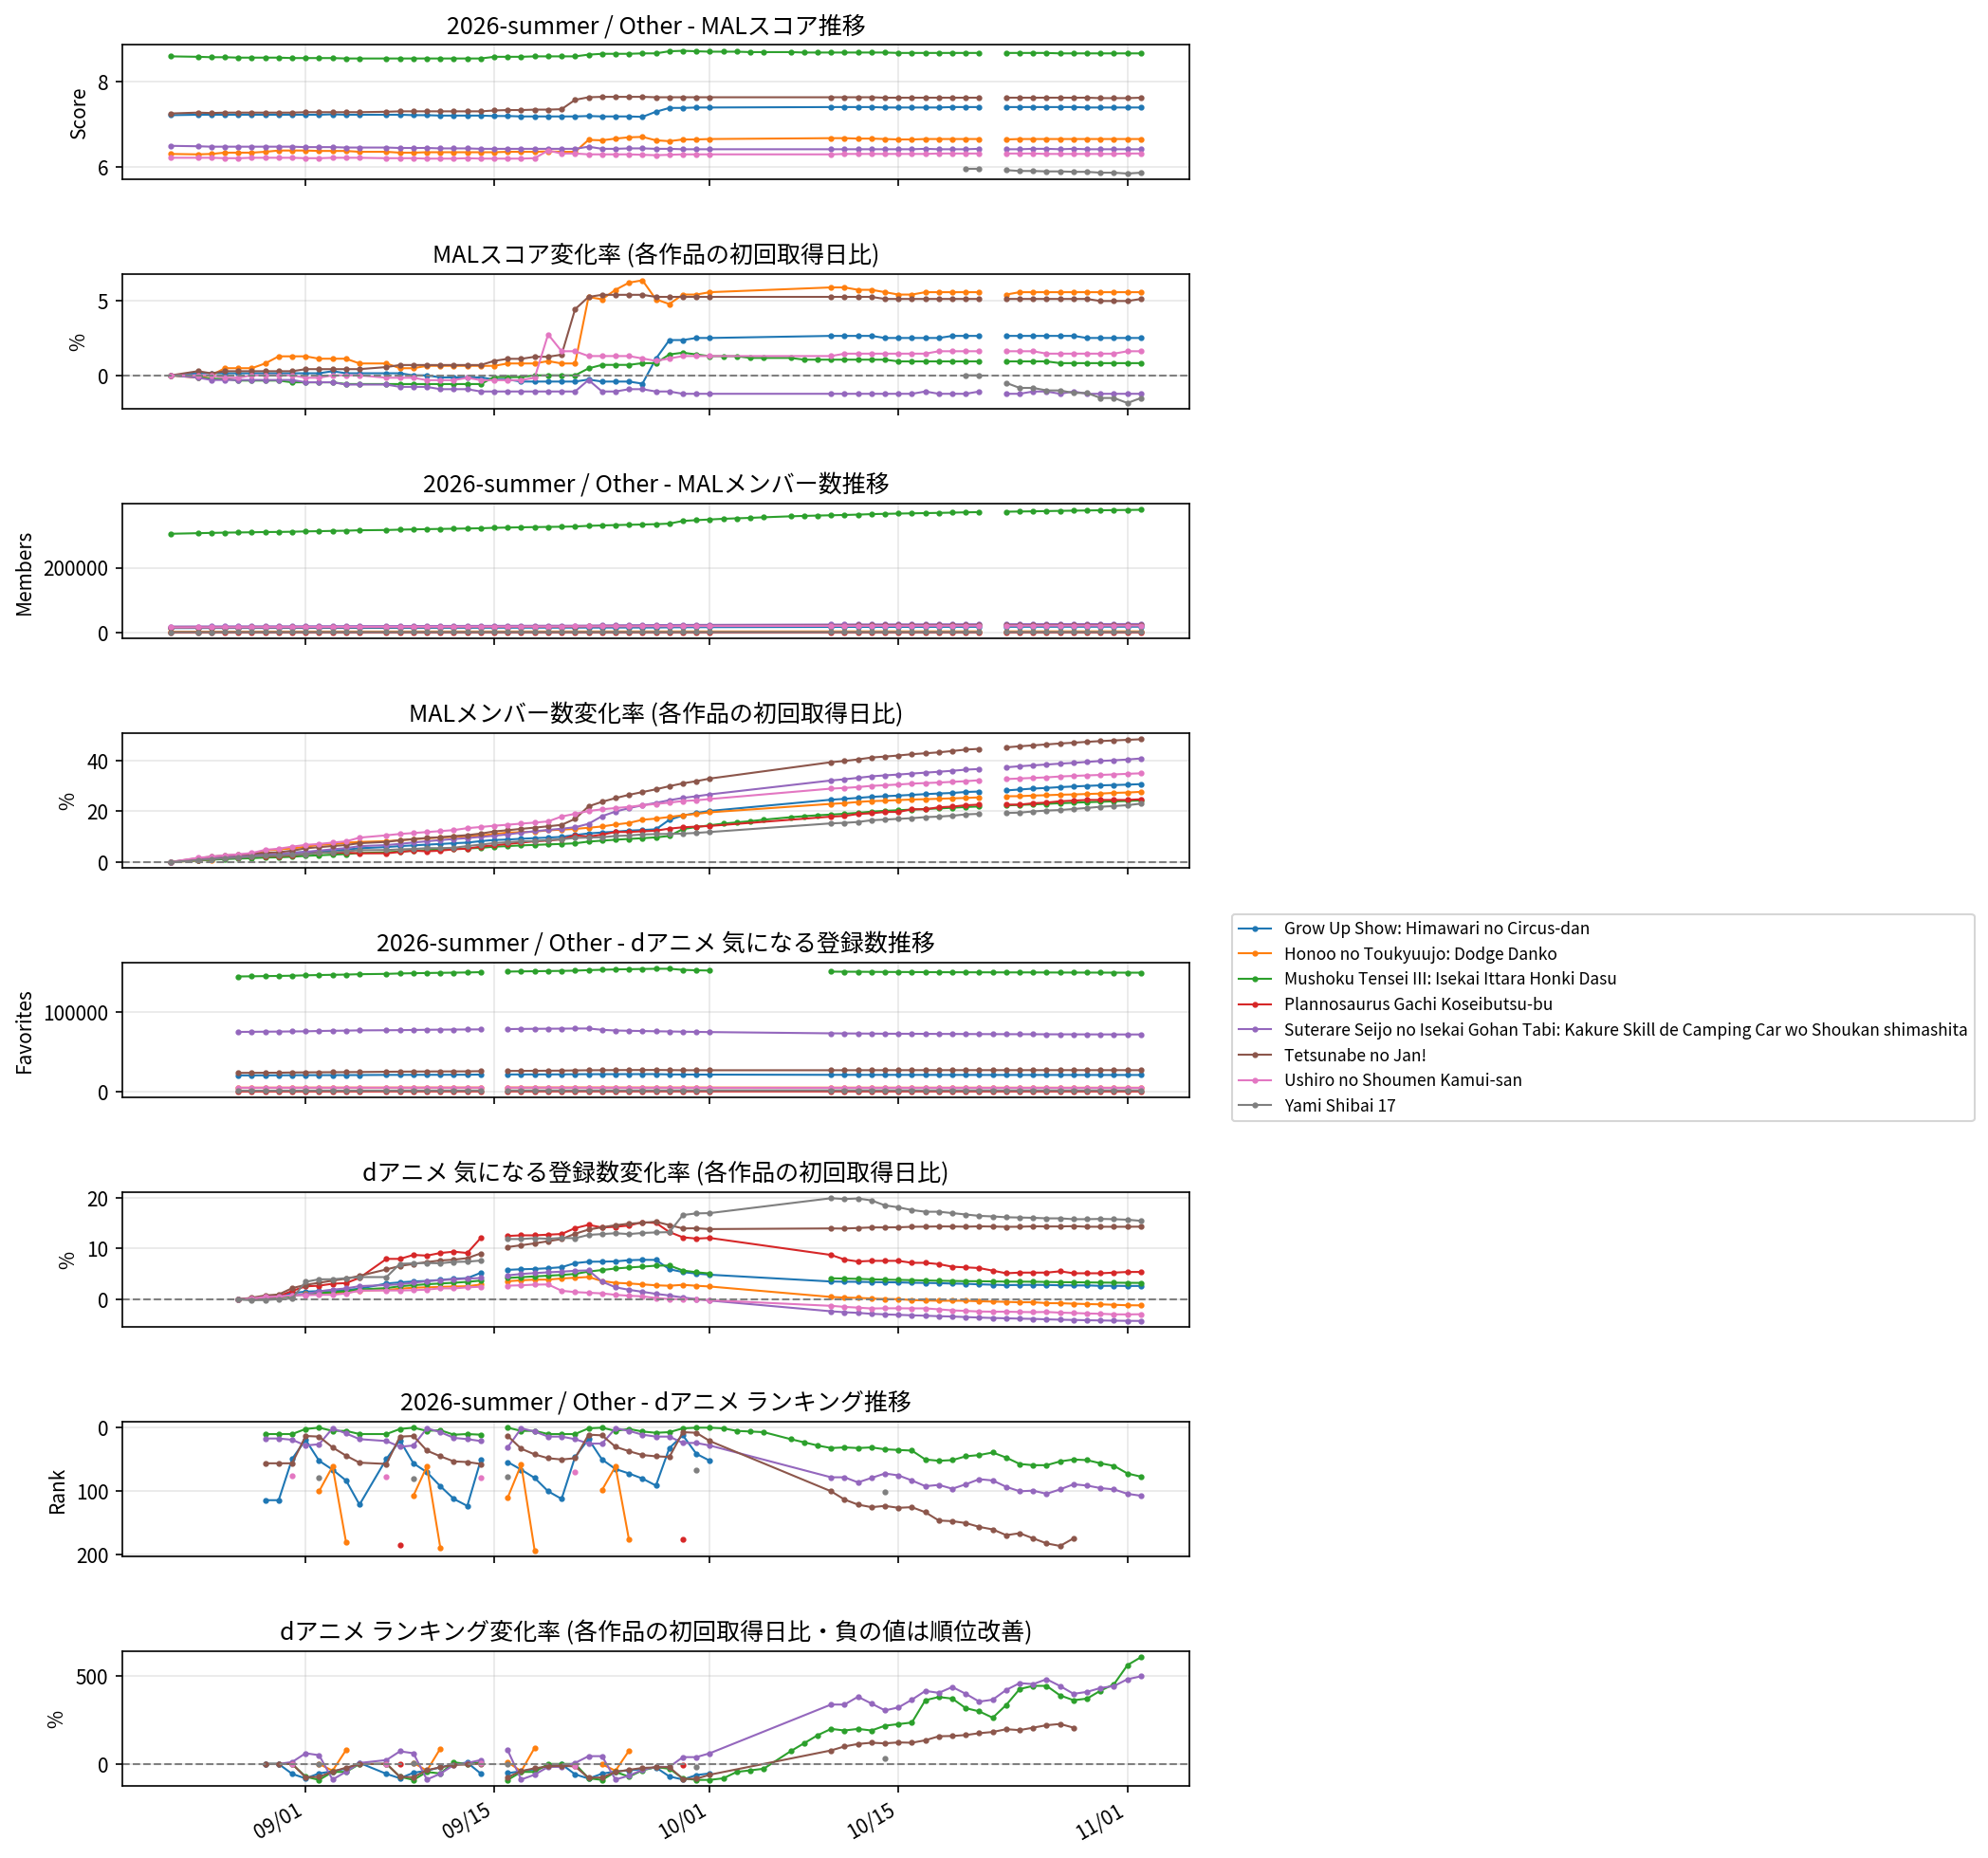 2026-summer / Other - MALスコア推移
Score
8
6
MALスコア変化率 (各作品の初回取得日比)
%
5
0
2026-summer / Other - MALメンバー数推移
Members
200000
0
MALメンバー数変化率 (各作品の初回取得日比)
%
40
20
0
2026-summer / Other - dアニメ 気になる登録数推移
Favorites
100000
0
Grow Up Show: Himawari no Circus-dan
Honoo no Toukyuujo: Dodge Danko
Mushoku Tensei III: Isekai Ittara Honki Dasu
Plannosaurus Gachi Koseibutsu-bu
Suterare Seijo no Isekai Gohan Tabi: Kakure Skill de Camping Car wo Shoukan shimashita
Tetsunabe no Jan!
Ushiro no Shoumen Kamui-san
Yami Shibai 17
dアニメ 気になる登録数変化率 (各作品の初回取得日比)
%
20
10
0
2026-summer / Other - dアニメ ランキング推移
Rank
0
100
200
dアニメ ランキング変化率 (各作品の初回取得日比・負の値は順位改善)
%
500
0
09/01
09/15
10/01
10/15
11/01